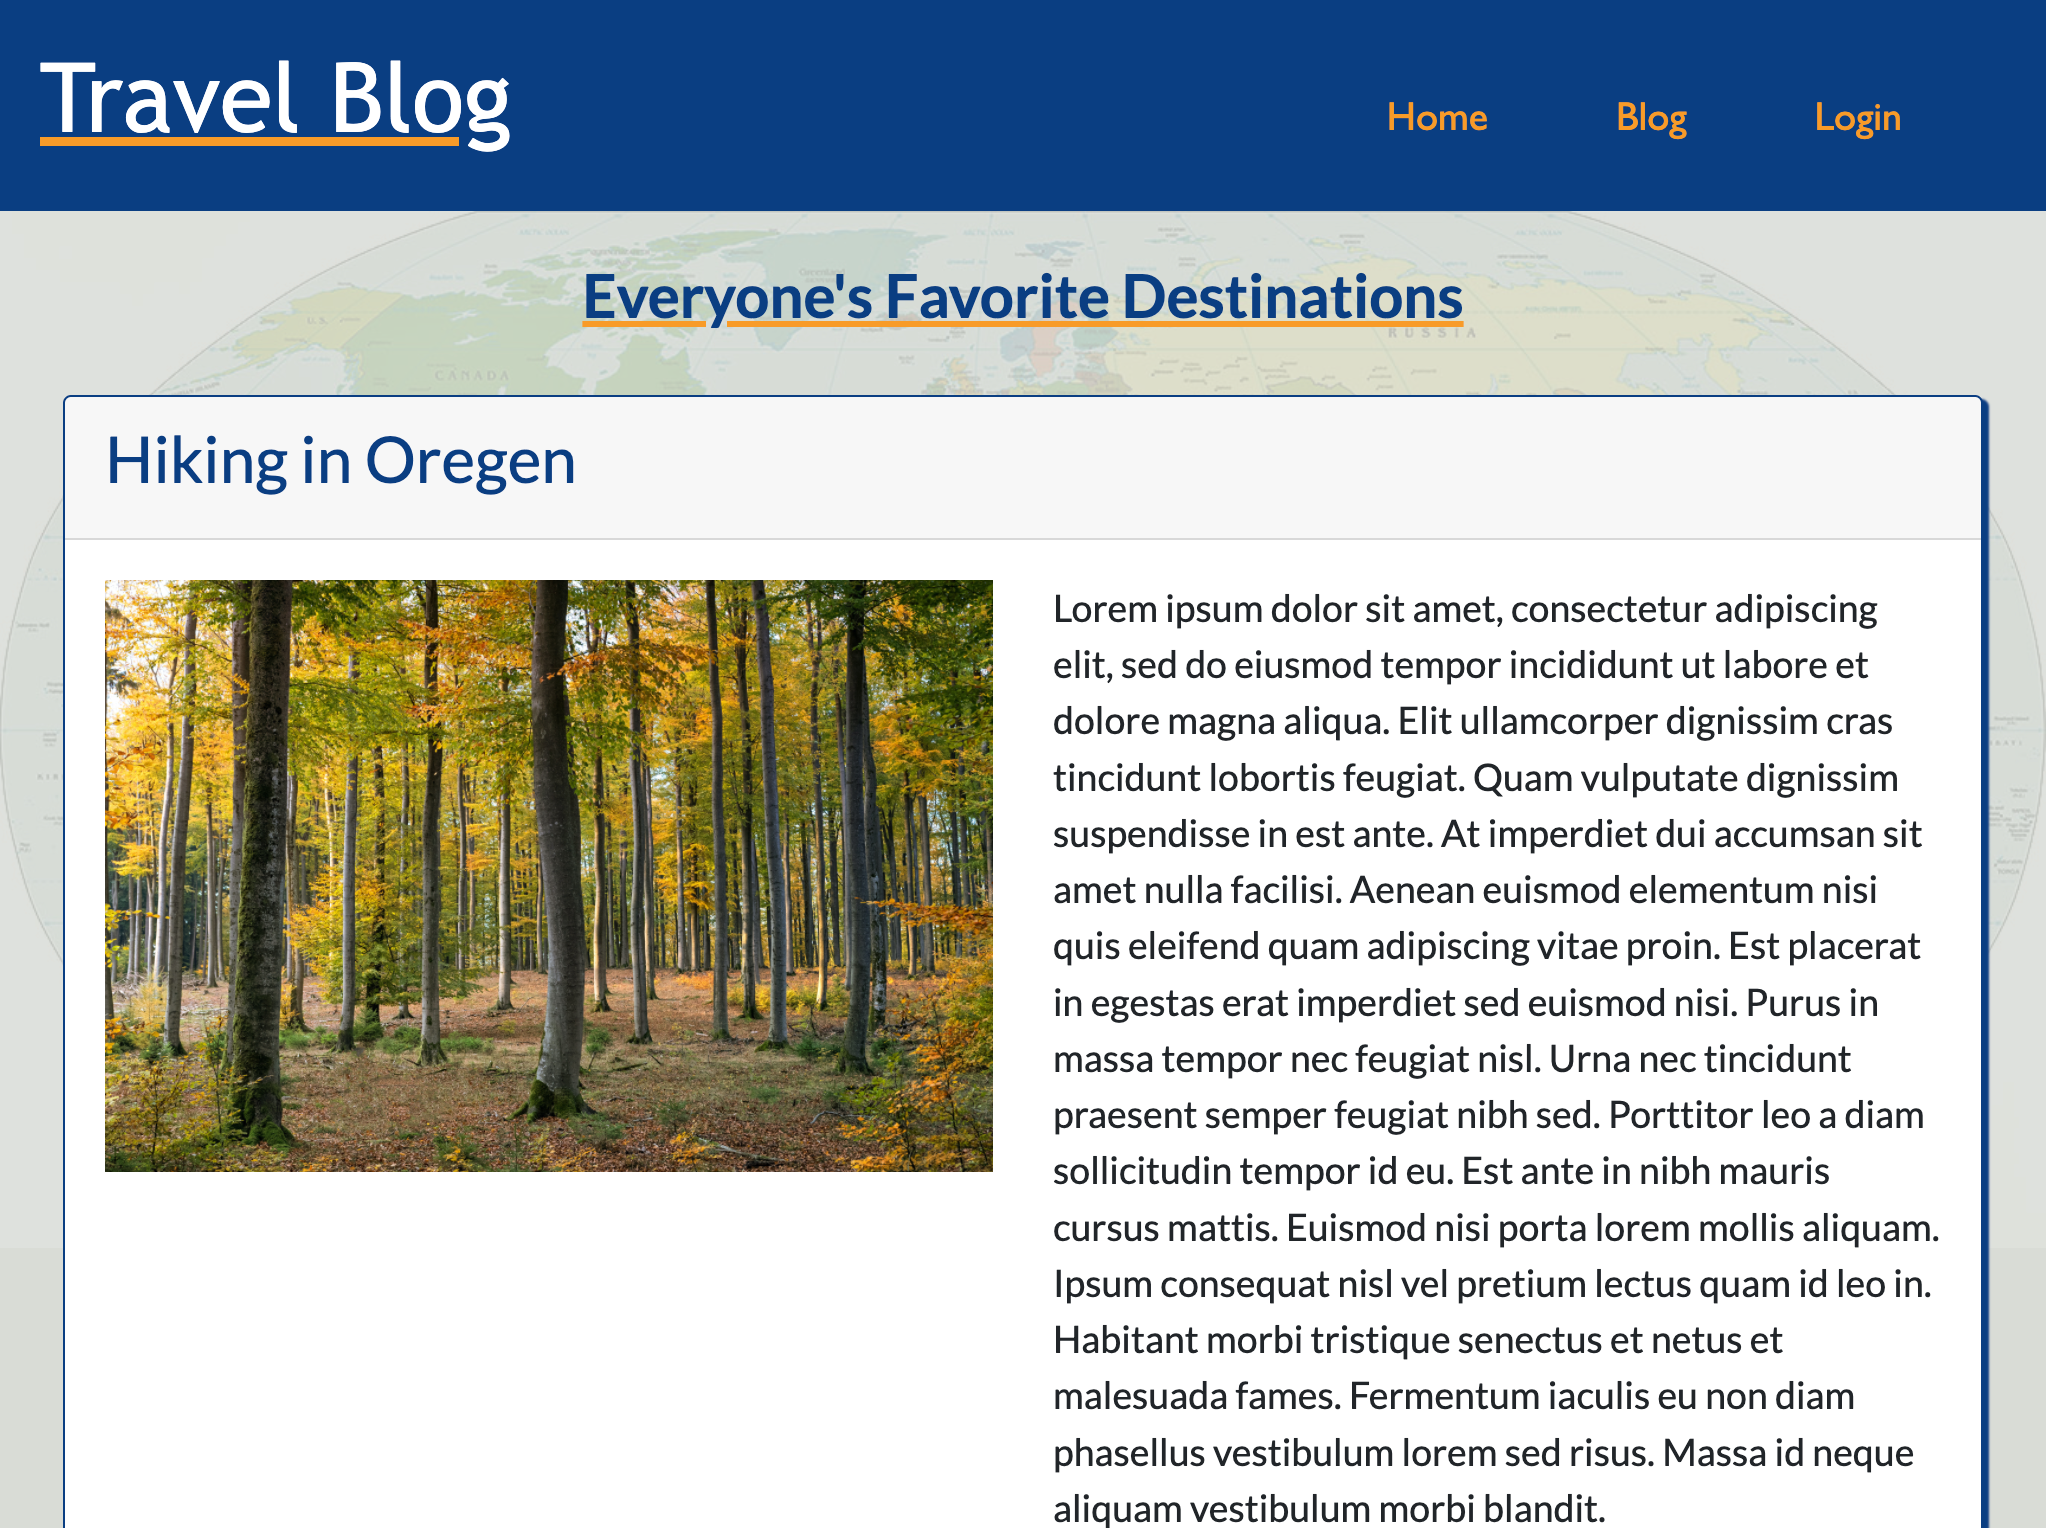 Travel Blog
Home Blog Login
Everyone's Favorite Destinations
CANADA
RUSSIA
Hiking in Oregen
Lorem ipsum dolor sit amet, consectetur adipiscing
elit, sed do eiusmod tempor incididunt ut labore et
dolore magna aliqua. Elit ullamcorper dignissim cras
tincidunt lobortis feugiat. Quam vulputate dignissim
suspendisse in est ante. At imperdiet dui accumsan sit
amet nulla facilisi. Aenean euismod elementum nisi
quis eleifend quam adipiscing vitae proin. Est placerat
in egestas erat imperdiet sed euismod nisi. Purus in
massa tempor nec feugiat nisl. Urna nec tincidunt
praesent semper feugiat nibh sed. Porttitor leo a diam
sollicitudin tempor id eu. Est ante in nibh mauris
cursus mattis. Euismod nisi porta lorem mollis aliquam.
Ipsum consequat nisl vel pretium lectus quam id leo in.
Habitant morbi tristique senectus et netus et
malesuada fames. Fermentum iaculis eu non diam
phasellus vestibulum lorem sed risus. Massa id neque
aliquam vestibulum morbi blandit.